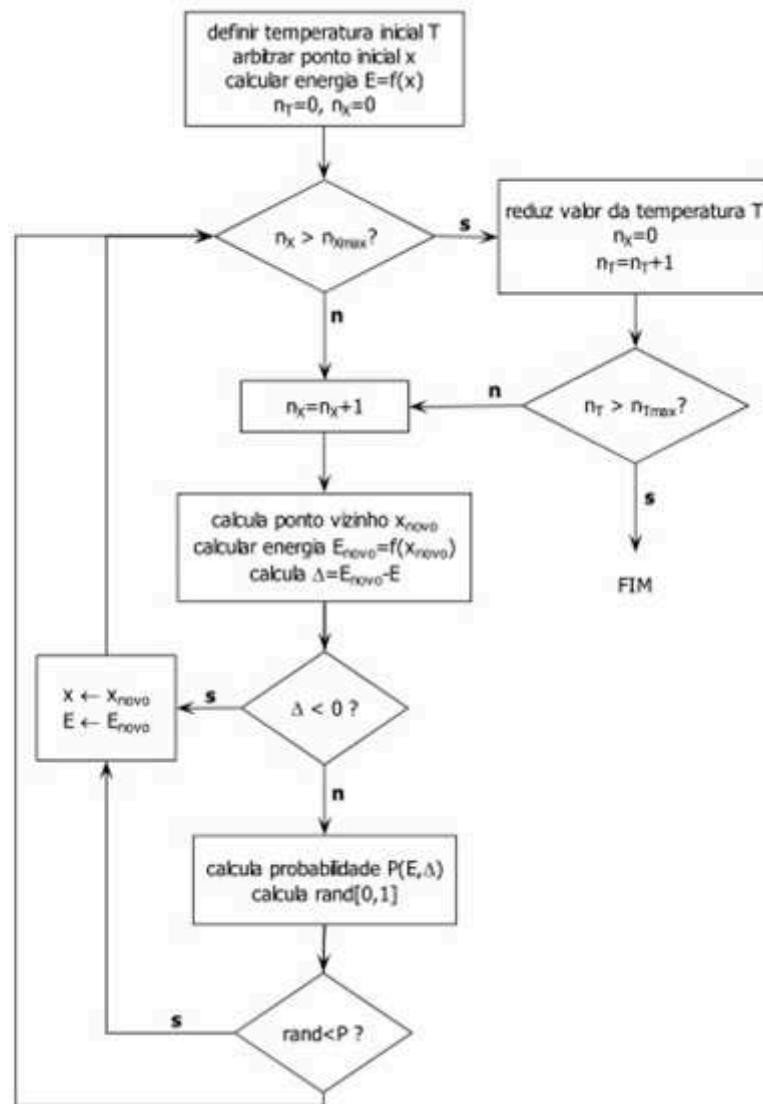 definir temperatura inicial T
arbitrar ponto inicial x
calcular energia E=f(x)
n_T=0, n_X=0
n_X > n_Xmax?
s
reduz valor da temperatura T
n_X=0
n_T=n_T+1
n
n_X=n_X+1
n
n_T > n_Tmax?
s
calcula ponto vizinho x_novo
calcular energia E_novo=f(x_novo)
calcula Δ=E_novo-E
FIM
x ← x_novo
E ← E_novo
s
Δ < 0 ?
n
calcula probabilidade P(E,Δ)
calcula rand[0,1]
s
rand<P ?